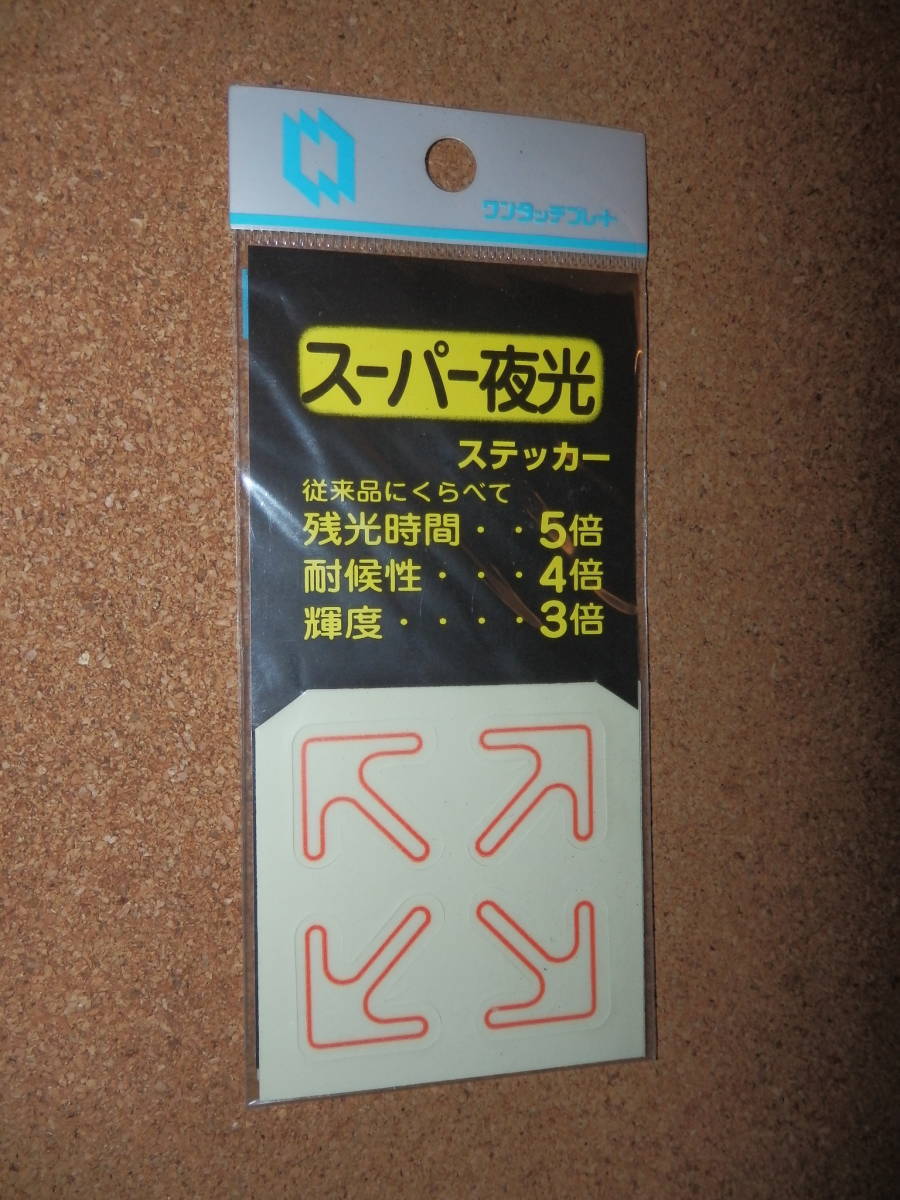 ワンタッチプレート
スーパー夜光
ステッカー
従来品にくらべて
残光時間・・5倍
耐候性・・・4倍
輝度・・・・3倍